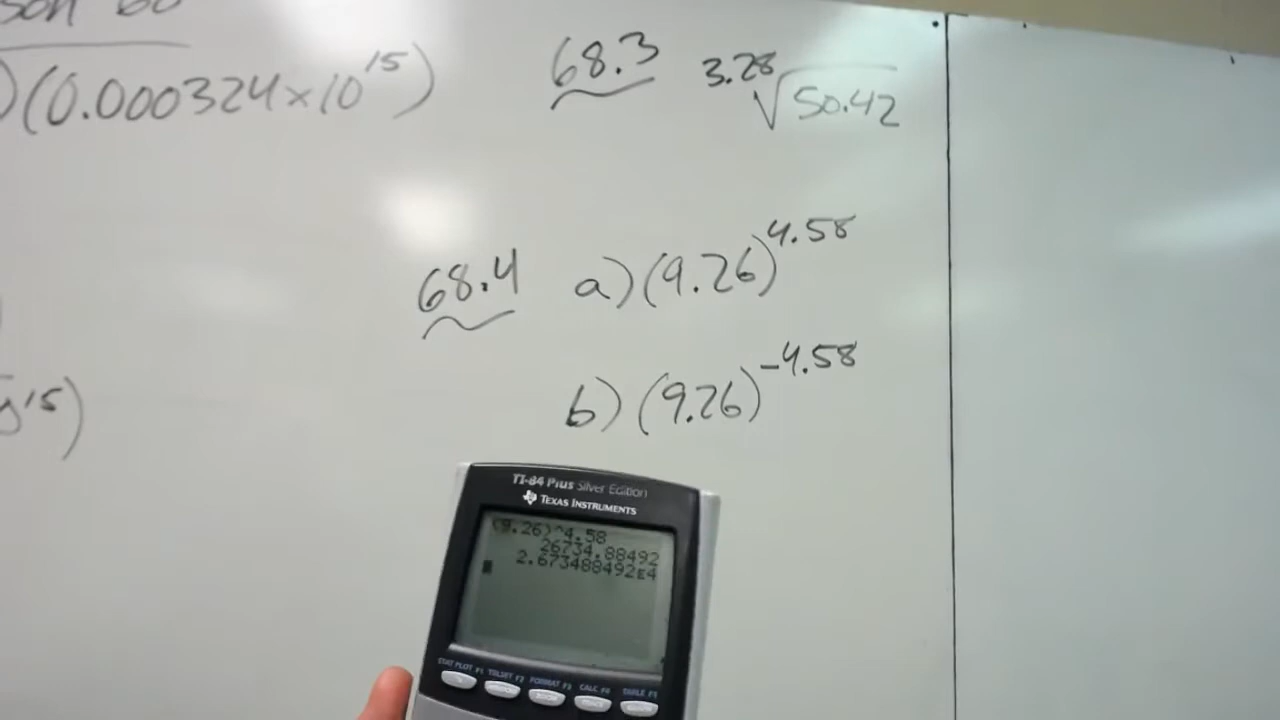 )(0.000324×10^15)
68.3 3.28√50.42
68.4 a) (9.26)^4.58
b) (9.26)^-4.58
TI-84 Plus Silver Edition
TEXAS INSTRUMENTS
(9.26)^4.58
26734.88492
2.673488492E4
STAT PLOT F1 TBLSET F2 FORMAT F3 CALC F4 TABLE F5